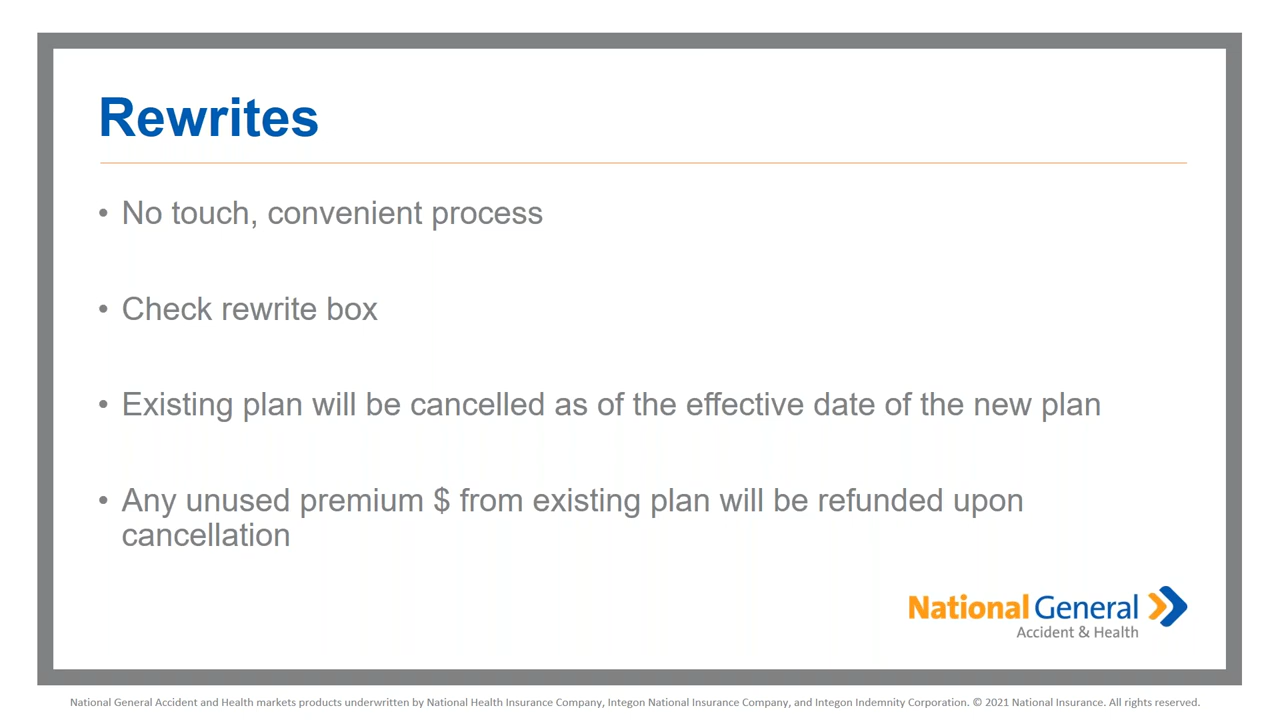 Rewrites
• No touch, convenient process
• Check rewrite box
• Existing plan will be cancelled as of the effective date of the new plan
• Any unused premium $ from existing plan will be refunded upon
cancellation
National General
Accident & Health
National General Accident and Health markets products underwritten by National Health Insurance Company, Integon National Insurance Company, and Integon Indemnity Corporation. © 2021 National Insurance. All rights reserved.